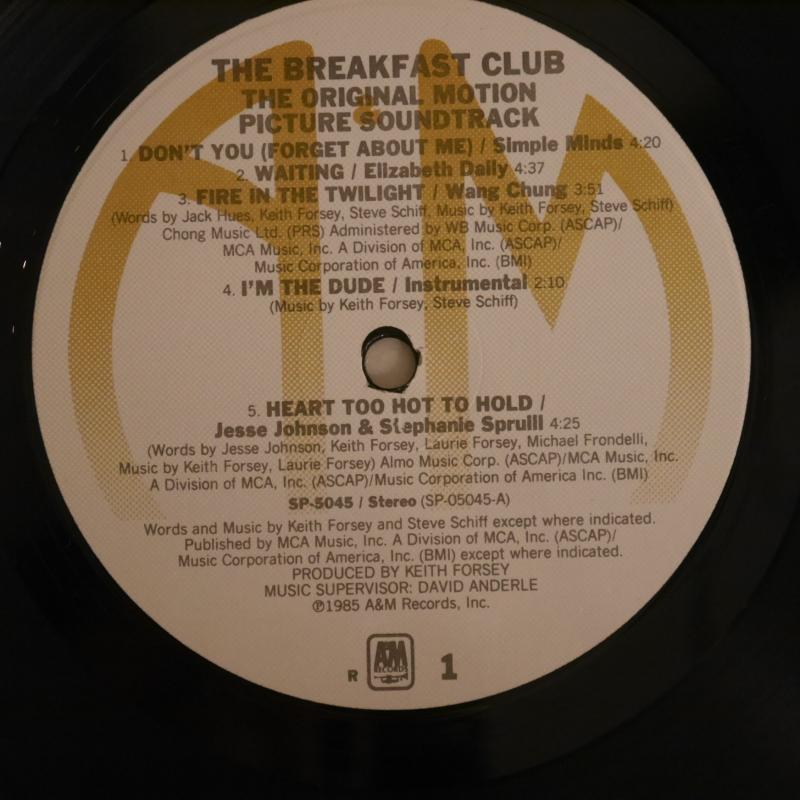 THE BREAKFAST CLUB
THE ORIGINAL MOTION
PICTURE SOUNDTRACK
1. DON'T YOU (FORGET ABOUT ME) / Simple Minds 4:20
2. WAITING / Elizabeth Daily 4:37
3. FIRE IN THE TWILIGHT / Wang Chung 3:51
(Words by Jack Hues, Keith Forsey, Steve Schiff, Music by Keith Forsey, Steve Schiff)
Chong Music Ltd. (PRS) Administered by WB Music Corp. (ASCAP)/
MCA Music, Inc. A Division of MCA, Inc. (ASCAP)/
Music Corporation of America, Inc. (BMI)
4. I'M THE DUDE / Instrumental 2:10
(Music by Keith Forsey, Steve Schiff)
5. HEART TOO HOT TO HOLD /
Jesse Johnson & Stephanie Spruill 4:25
(Words by Jesse Johnson, Keith Forsey, Laurie Forsey, Michael Frondelli,
Music by Keith Forsey, Laurie Forsey) Almo Music Corp. (ASCAP)/MCA Music, Inc.
A Division of MCA, Inc. (ASCAP)/Music Corporation of America Inc. (BMI)
SP-5045 / Stereo (SP-05045-A)
Words and Music by Keith Forsey and Steve Schiff except where indicated.
Published by MCA Music, Inc. A Division of MCA, Inc. (ASCAP)/
Music Corporation of America, Inc. (BMI) except where indicated.
PRODUCED BY KEITH FORSEY
MUSIC SUPERVISOR: DAVID ANDERLE
℗1985 A&M Records, Inc.
R A&M RECORDS 1